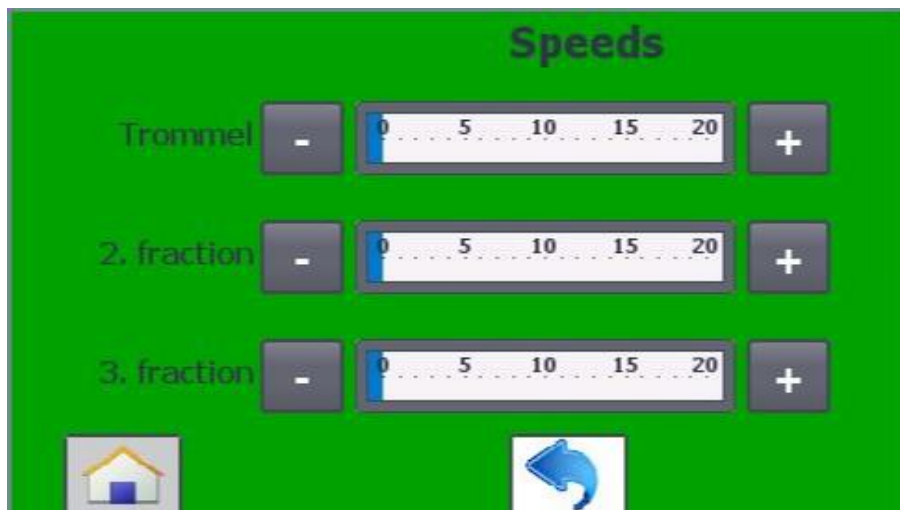 Speeds
Trommel - 0 5 10 15 20 +
2. fraction - 0 5 10 15 20 +
3. fraction - 0 5 10 15 20 +